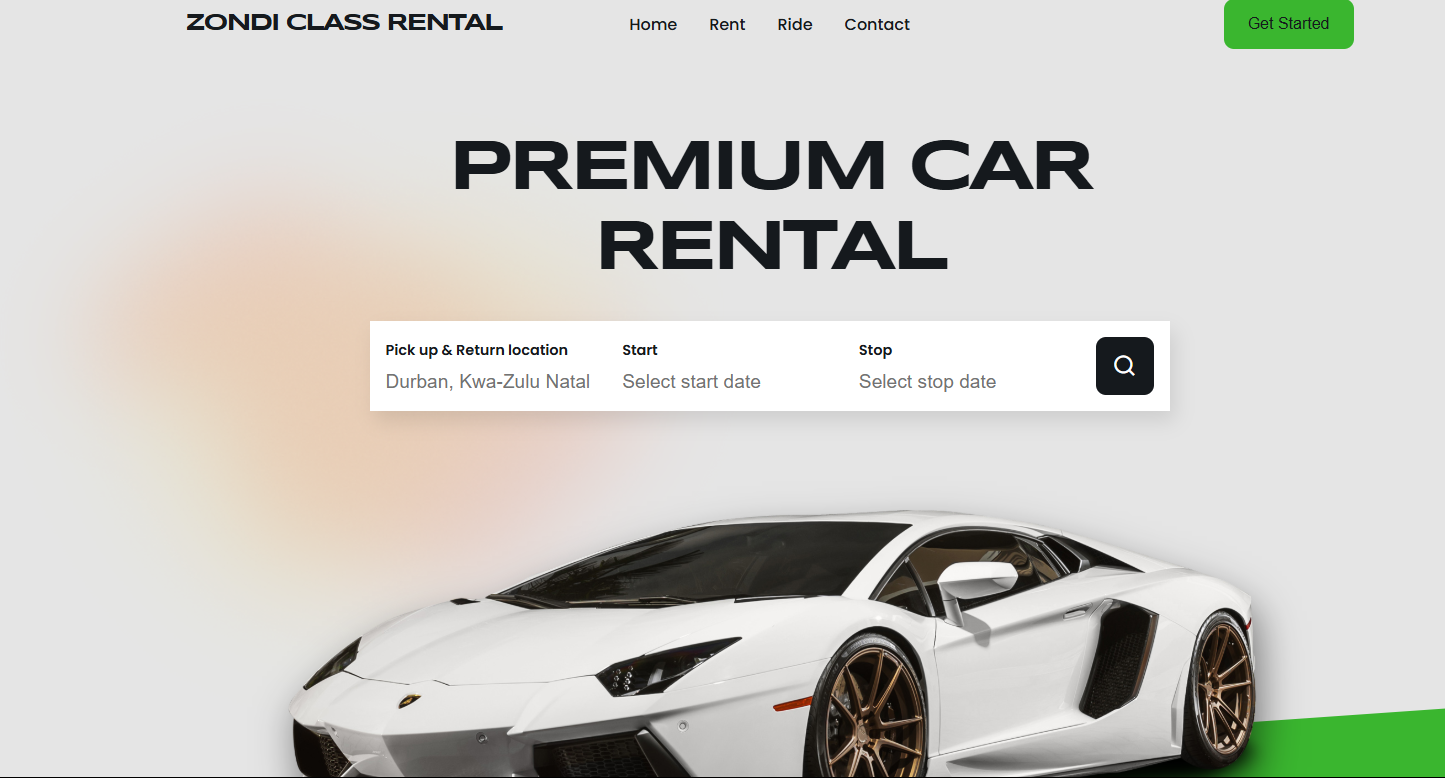 ZONDI CLASS RENTAL
Home Rent Ride Contact
Get Started
PREMIUM CAR
RENTAL
Pick up & Return location
Durban, Kwa-Zulu Natal
Start
Select start date
Stop
Select stop date